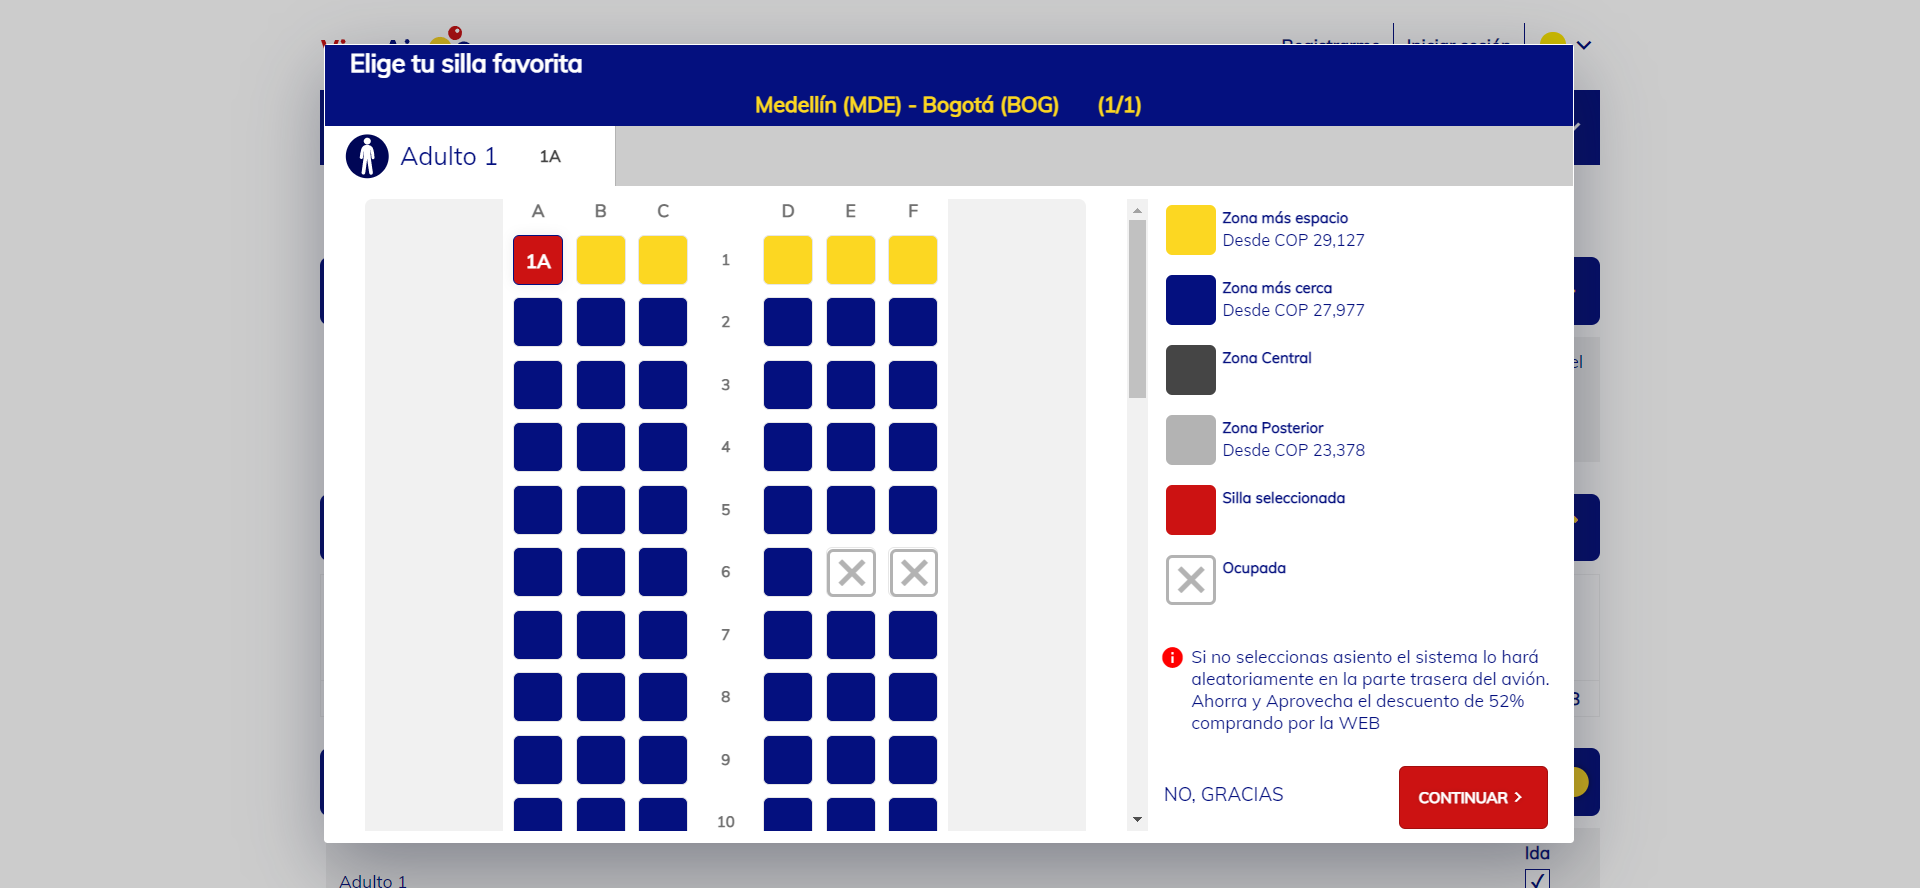 Registrarme
Iniciar sesión
Elige tu silla favorita
Medellín (MDE) - Bogotá (BOG) (1/1)
Adulto 1 1A
A B C D E F
1A 1
2
3
4
5
6
7
8
9
10
Zona más espacio
Desde COP 29,127
Zona más cerca
Desde COP 27,977
Zona Central
Zona Posterior
Desde COP 23,378
Silla seleccionada
Ocupada
Si no seleccionas asiento el sistema lo hará
aleatoriamente en la parte trasera del avión.
Ahorra y Aprovecha el descuento de 52%
comprando por la WEB
NO, GRACIAS
CONTINUAR >
Ida
Adulto 1